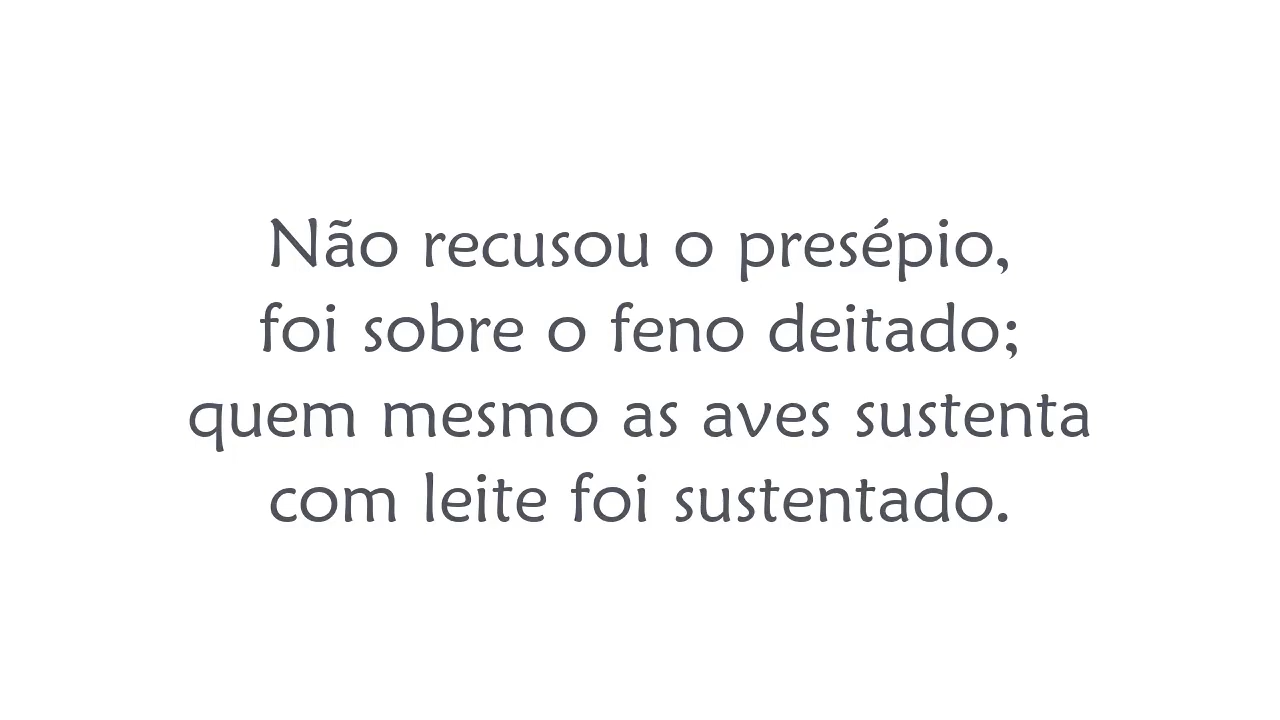 Não recusou o presépio,
foi sobre o feno deitado;
quem mesmo as aves sustenta
com leite foi sustentado.